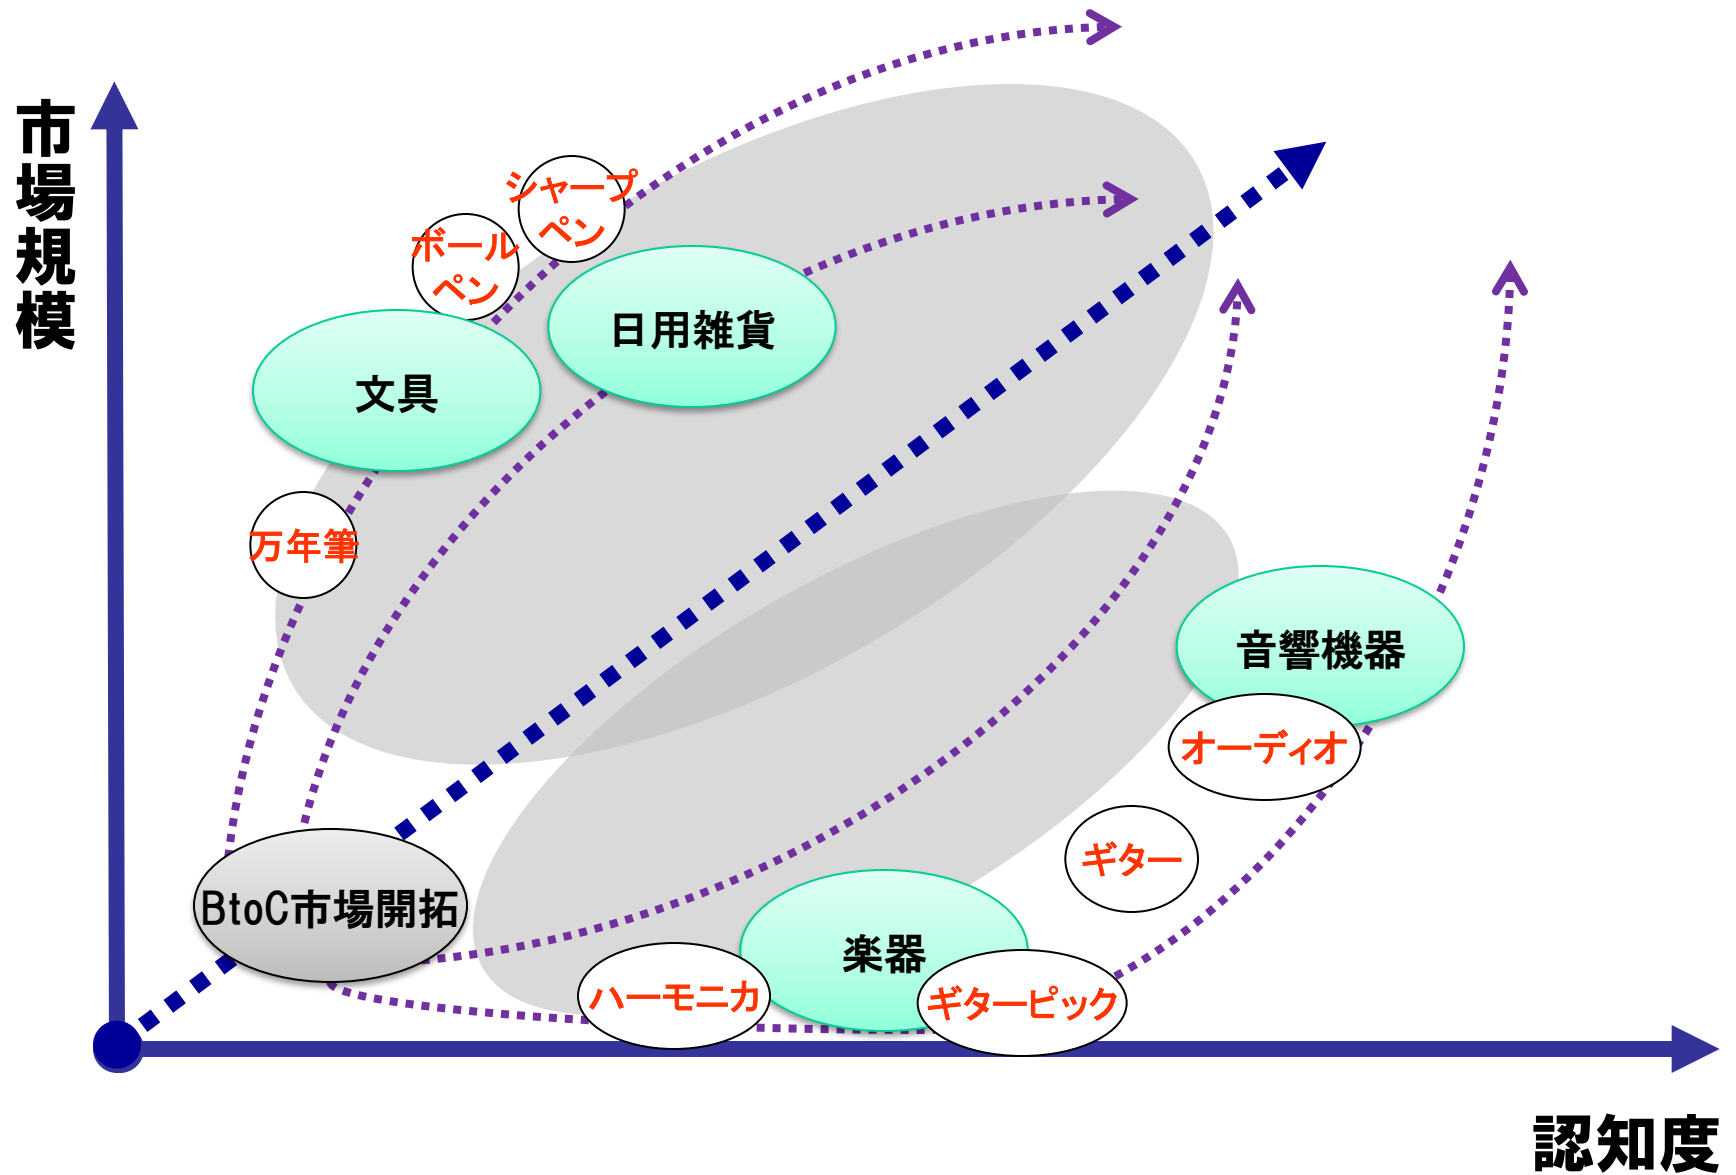 市場規模
シャープ
ペン
ボール
ペン
日用雑貨
文具
万年筆
音響機器
オーディオ
ギター
BtoC市場開拓
楽器
ハーモニカ
ギターピック
認知度